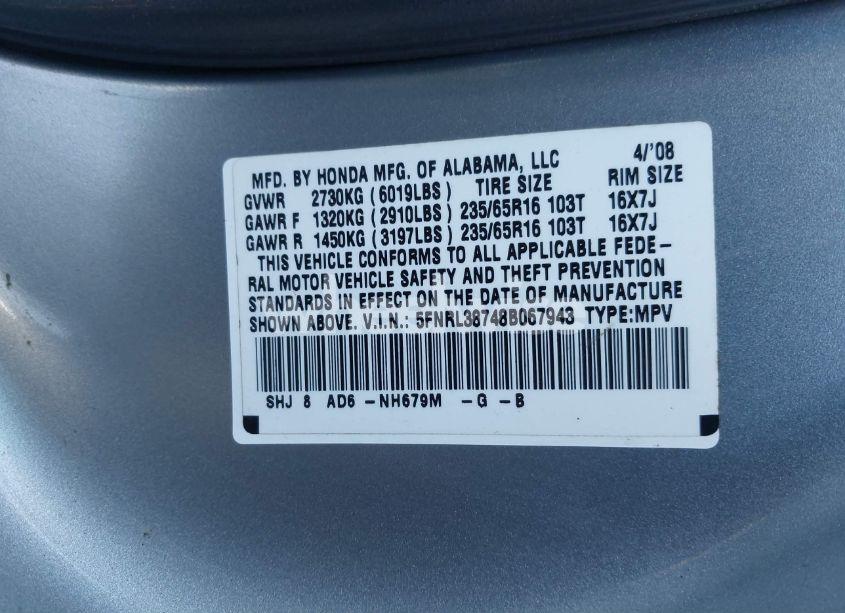 MFD. BY HONDA MFG. OF ALABAMA, LLC 4/'08
GVWR 2730KG (6019LBS) TIRE SIZE RIM SIZE
GAWR F 1320KG (2910LBS) 235/65R16 103T 16X7J
GAWR R 1450KG (3197LBS) 235/65R16 103T 16X7J
THIS VEHICLE CONFORMS TO ALL APPLICABLE FEDE-
RAL MOTOR VEHICLE SAFETY AND THEFT PREVENTION
STANDARDS IN EFFECT ON THE DATE OF MANUFACTURE
SHOWN ABOVE. V.I.N.: 5FNRL38748B067943 TYPE:MPV
SHJ 8 AD6 -NH679M -G -B